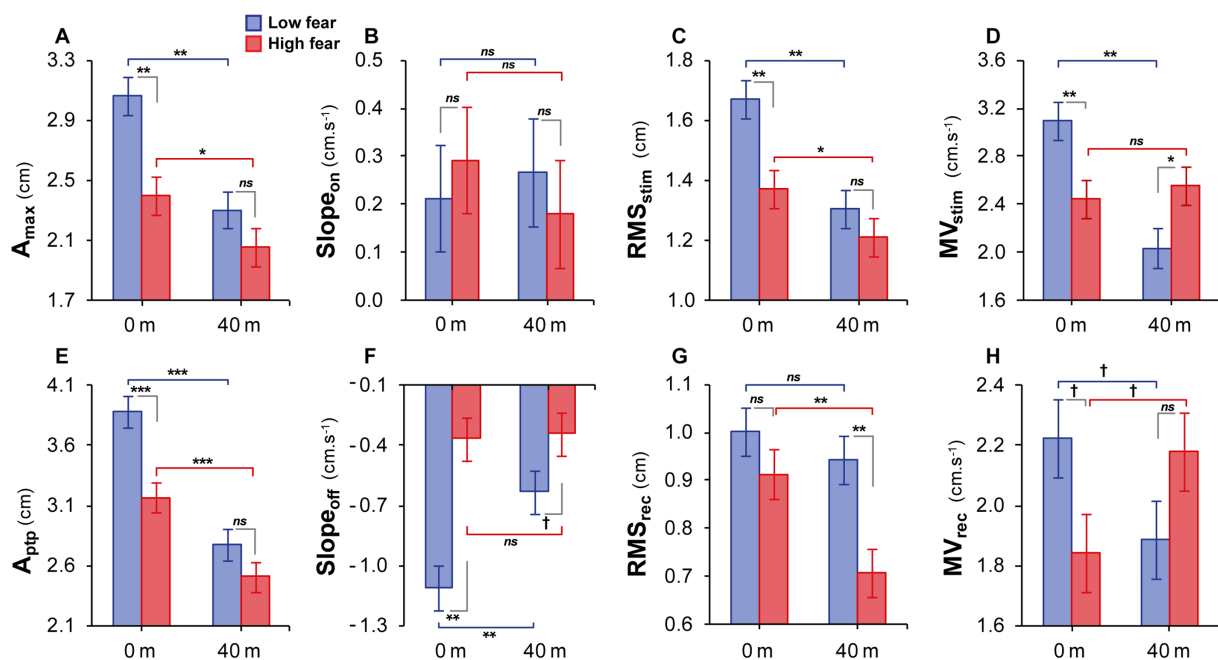 Low fear
High fear
A
3.3
2.9
2.5
2.1
1.7
Amax (cm)
**
**
*
ns
0 m
40 m
B
0.5
0.4
0.3
0.2
0.1
0.0
Slopeon (cm.s-1)
ns
ns
ns
ns
0 m
40 m
C
1.8
1.6
1.4
1.2
1.0
RMSstim (cm)
**
**
*
ns
0 m
40 m
D
3.6
3.2
2.8
2.4
2.0
1.6
MVstim (cm.s-1)
**
**
ns
*
0 m
40 m
E
4.1
3.6
3.1
2.6
2.1
Aptp (cm)
***
***
***
ns
0 m
40 m
F
-0.1
-0.4
-0.7
-1.0
-1.3
Slopeoff (cm.s-1)
†
ns
**
**
0 m
40 m
G
1.1
1.0
0.9
0.8
0.7
0.6
RMSrec (cm)
ns
ns
**
**
0 m
40 m
H
2.4
2.2
2.0
1.8
1.6
MVrec (cm.s-1)
†
†
†
ns
0 m
40 m